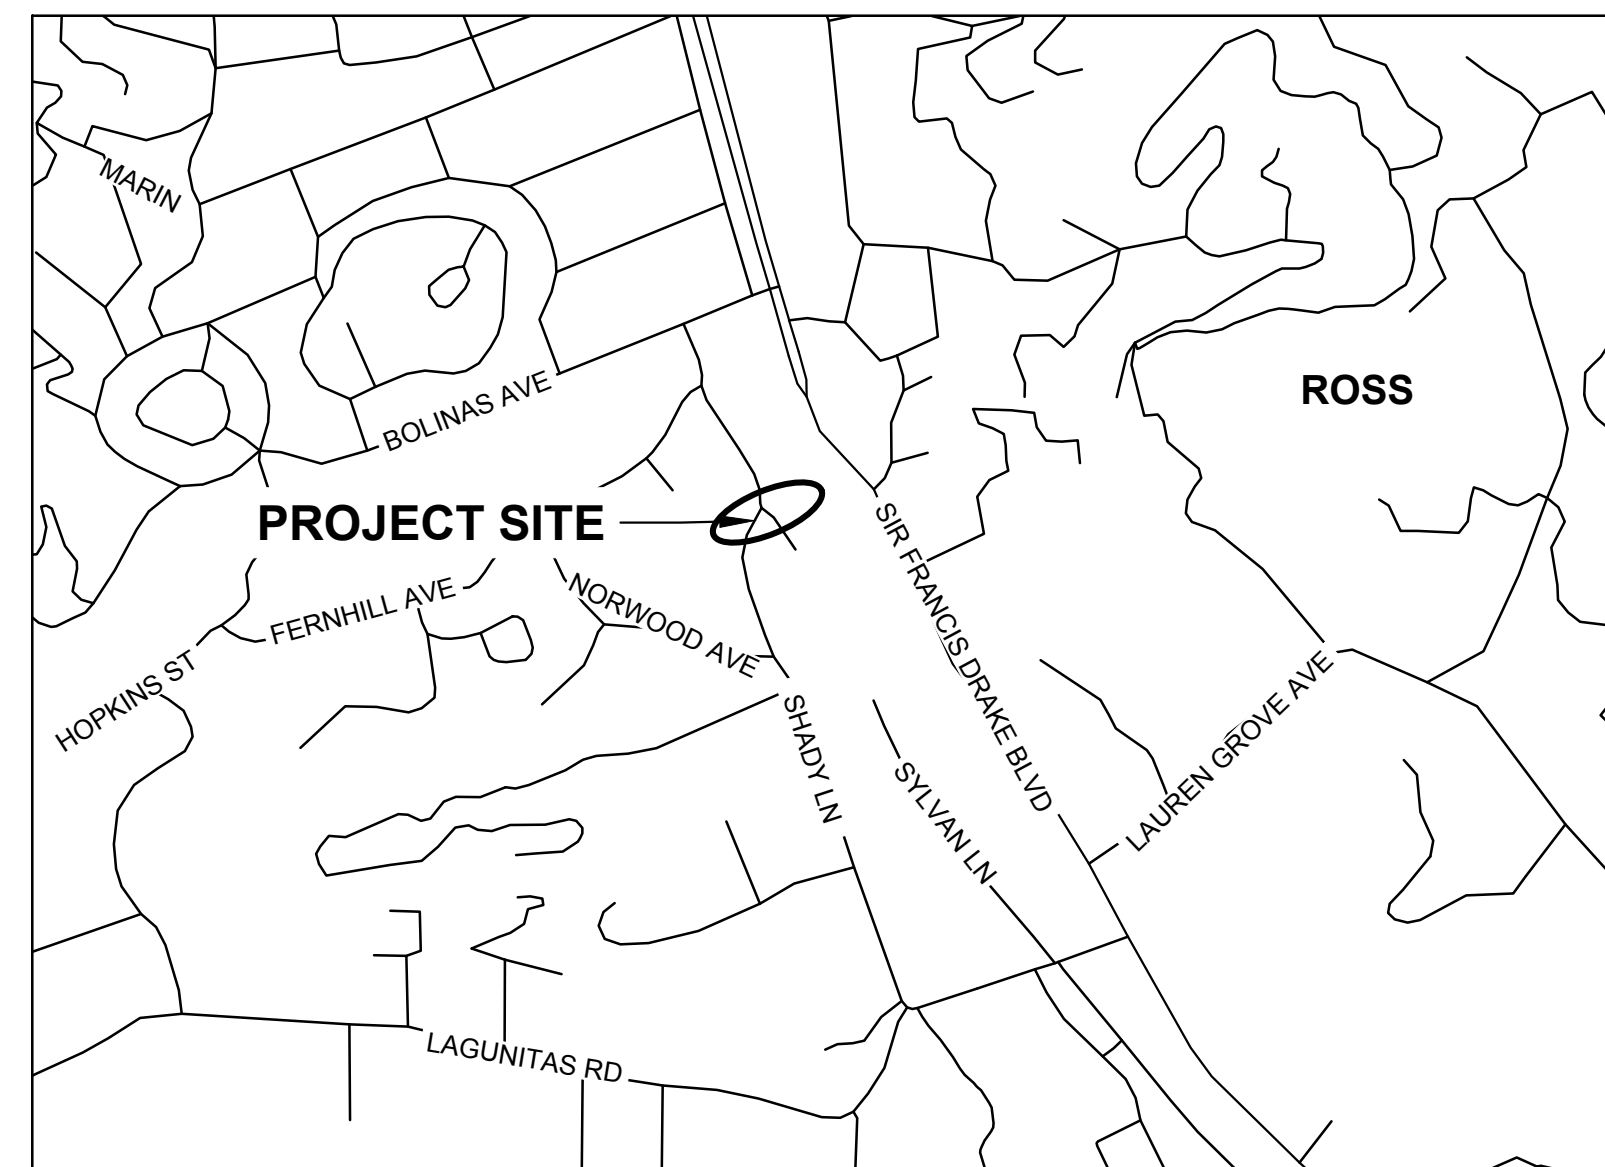 MARIN
ROSS
BOLINAS AVE
PROJECT SITE
SIR FRANCIS DRAKE BLVD
FERNHILL AVE
NORWOOD AVE
HOPKINS ST
SHADY LN
SYLVAN LN
LAUREN GROVE AVE
LAGUNITAS RD